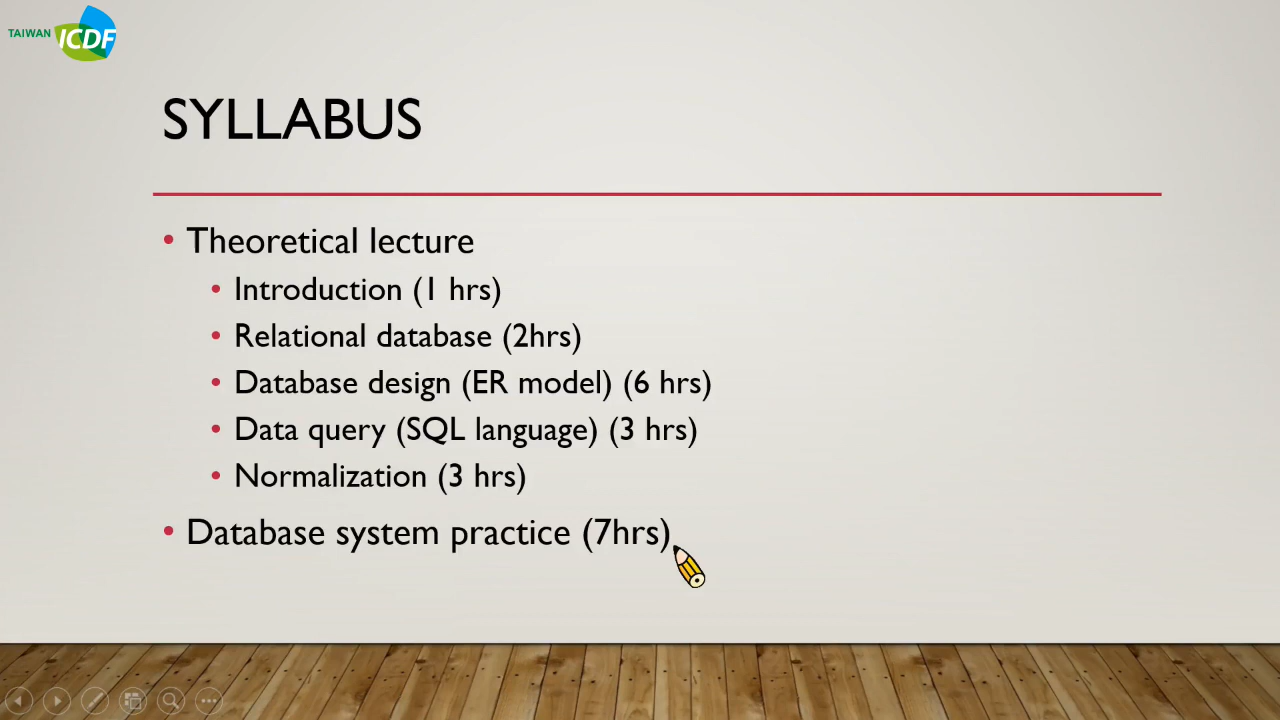 TAIWAN ICDF
SYLLABUS
• Theoretical lecture
• Introduction (1 hrs)
• Relational database (2hrs)
• Database design (ER model) (6 hrs)
• Data query (SQL language) (3 hrs)
• Normalization (3 hrs)
• Database system practice (7hrs)